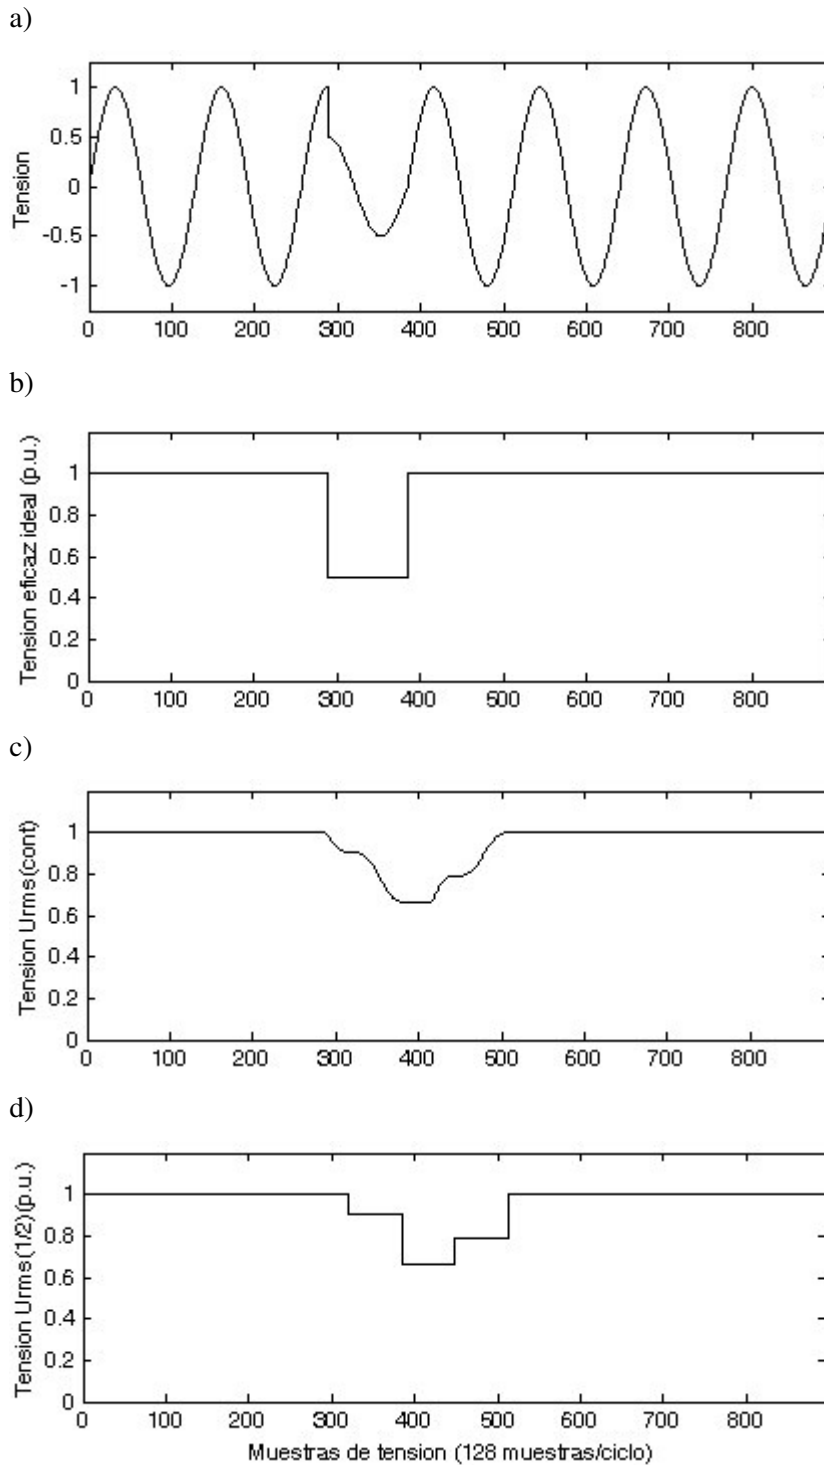 a)
Tension
1
0.5
0
-0.5
-1
0 100 200 300 400 500 600 700 800
b)
Tension eficaz ideal (p.u.)
1
0.8
0.6
0.4
0.2
0
0 100 200 300 400 500 600 700 800
c)
Tension Urms(cont)
1
0.8
0.6
0.4
0.2
0
0 100 200 300 400 500 600 700 800
d)
Tension Urms(1/2)(p.u.)
1
0.8
0.6
0.4
0.2
0
0 100 200 300 400 500 600 700 800
Muestras de tension (128 muestras/ciclo)